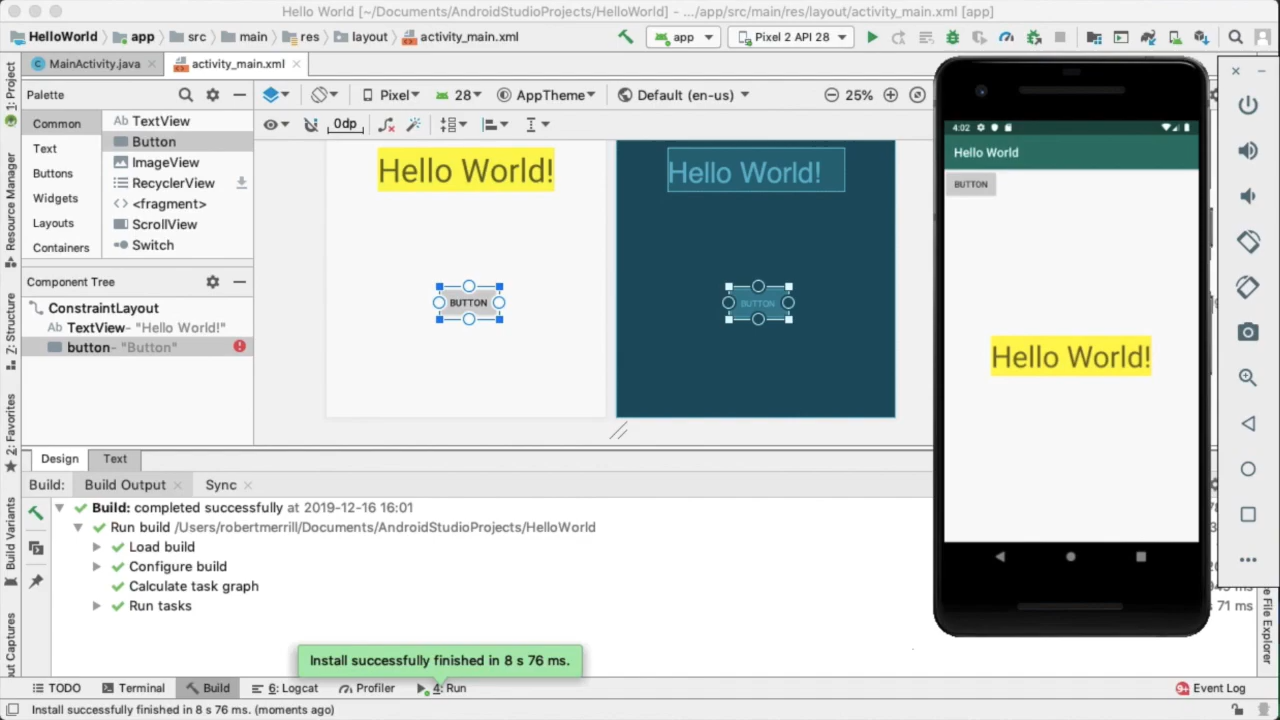 Hello World [~/Documents/AndroidStudioProjects/HelloWorld] - .../app/src/main/res/layout/activity_main.xml [app]
HelloWorld app src main res layout activity_main.xml app Pixel 2 API 28
MainActivity.java activity_main.xml
1: Project
Resource Manager
Z: Structure
2: Favorites
Build Variants
Palette
Common
Text
Buttons
Widgets
Layouts
Containers
Ab TextView
Button
ImageView
RecyclerView
<> <fragment>
ScrollView
Switch
Pixel 28 AppTheme Default (en-us) 25%
0dp
Hello World!
BUTTON
Hello World!
BUTTON
Component Tree
ConstraintLayout
Ab TextView- "Hello World!"
button- "Button"
Design Text
Build: Build Output Sync
Build: completed successfully at 2019-12-16 16:01
Run build /Users/robertmerrill/Documents/AndroidStudioProjects/HelloWorld
Load build
Configure build
Calculate task graph
Run tasks
4:02
Hello World
BUTTON
Hello World!
s 71 ms
File Explorer
Install successfully finished in 8 s 76 ms.
TODO Terminal Build 6: Logcat Profiler 4: Run 9+ Event Log
Install successfully finished in 8 s 76 ms. (moments ago)